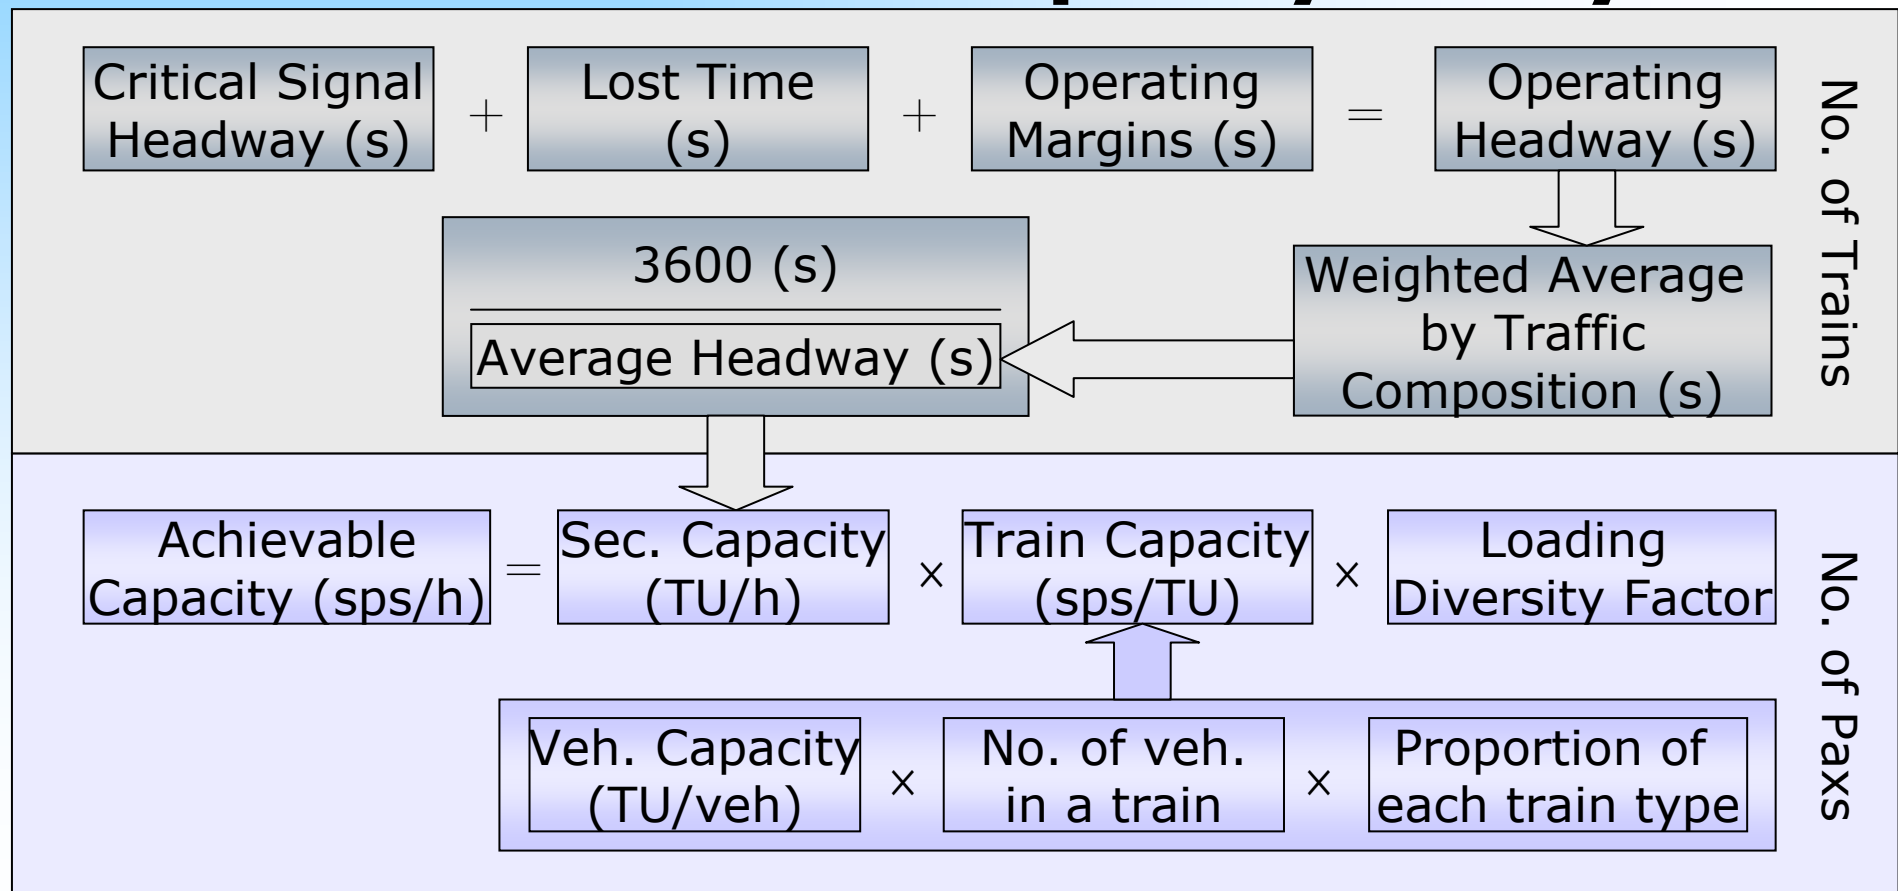 Critical Signal
Headway (s)
+
Lost Time
(s)
+
Operating
Margins (s)
=
Operating
Headway (s)
No. of Trains
3600 (s)
Average Headway (s)
Weighted Average
by Traffic
Composition (s)
Achievable
Capacity (sps/h)
=
Sec. Capacity
(TU/h)
×
Train Capacity
(sps/TU)
×
Loading
Diversity Factor
No. of Paxs
Veh. Capacity
(TU/veh)
×
No. of veh.
in a train
×
Proportion of
each train type